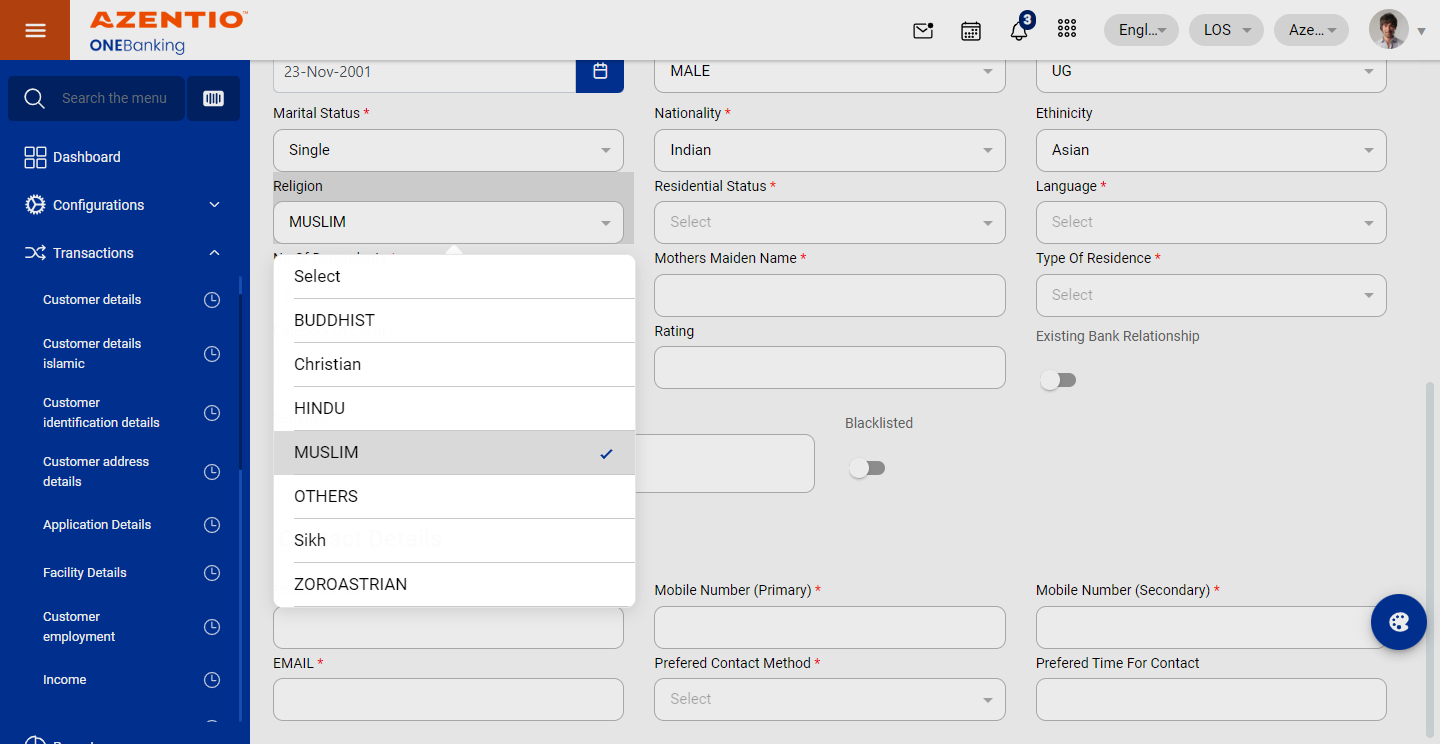 AZENTIO™
ONEBanking
3
Engl...
LOS
Aze...
Search the menu
Dashboard
Configurations
Transactions
Customer details
Customer details
islamic
Customer
identification details
Customer address
details
Application Details
Facility Details
Customer
employment
Income
23-Nov-2001
MALE
UG
Marital Status *
Nationality *
Ethinicity
Single
Indian
Asian
Religion
Residential Status *
Language *
MUSLIM
Select
Select
Mothers Maiden Name *
Type Of Residence *
Select
Select
BUDDHIST
Christian
HINDU
MUSLIM
OTHERS
Sikh
ZOROASTRIAN
Rating
Existing Bank Relationship
Blacklisted
Details
Mobile Number (Primary) *
Mobile Number (Secondary) *
EMAIL *
Prefered Contact Method *
Prefered Time For Contact
Select